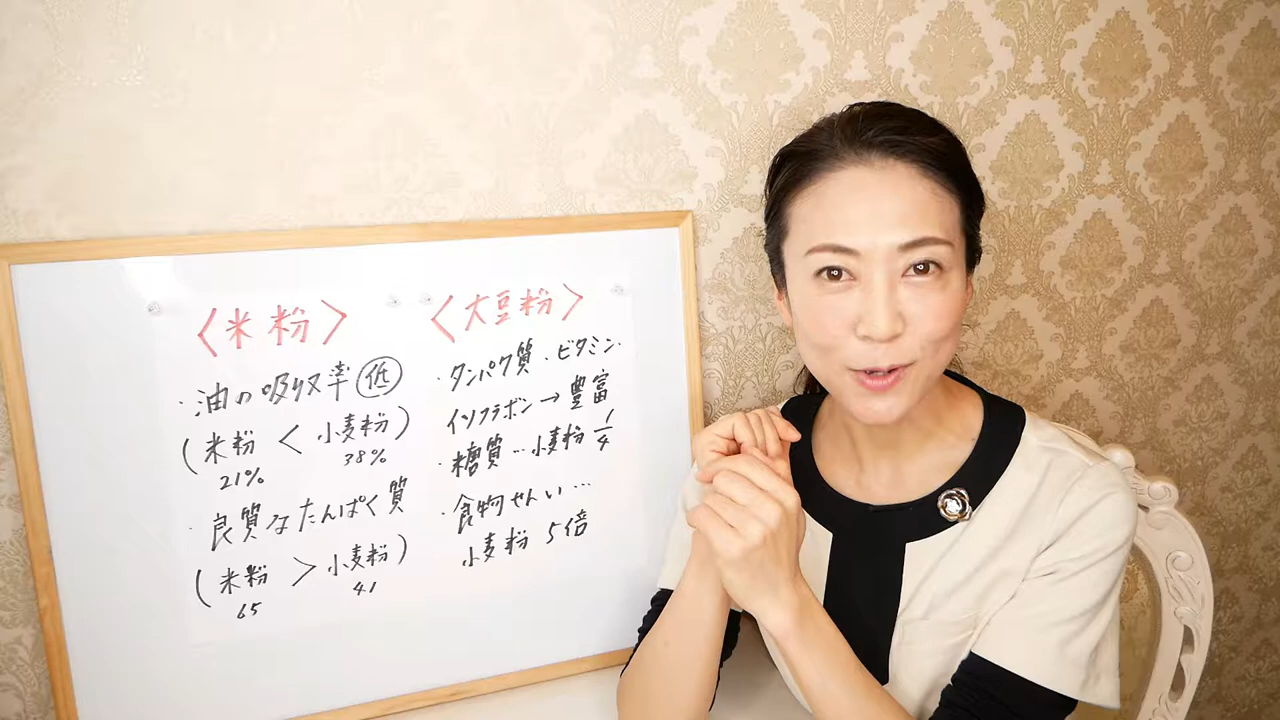 〈米粉〉
・油の吸収率 低
(米粉 < 小麦粉)
21% 38%
・良質なたんぱく質
(米粉 > 小麦粉)
65 41
〈大豆粉〉
・タンパク質・ビタミン・
イソフラボン→豊富
・糖質…小麦粉 1/4
・食物せんい…
小麦粉 5倍